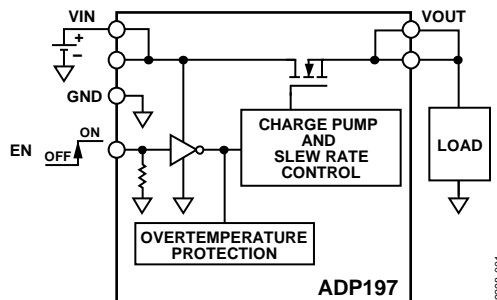 VIN
VOUT
+
–
GND
EN
ON
OFF
CHARGE PUMP
AND
SLEW RATE
CONTROL
LOAD
OVERTEMPERATURE
PROTECTION
ADP197